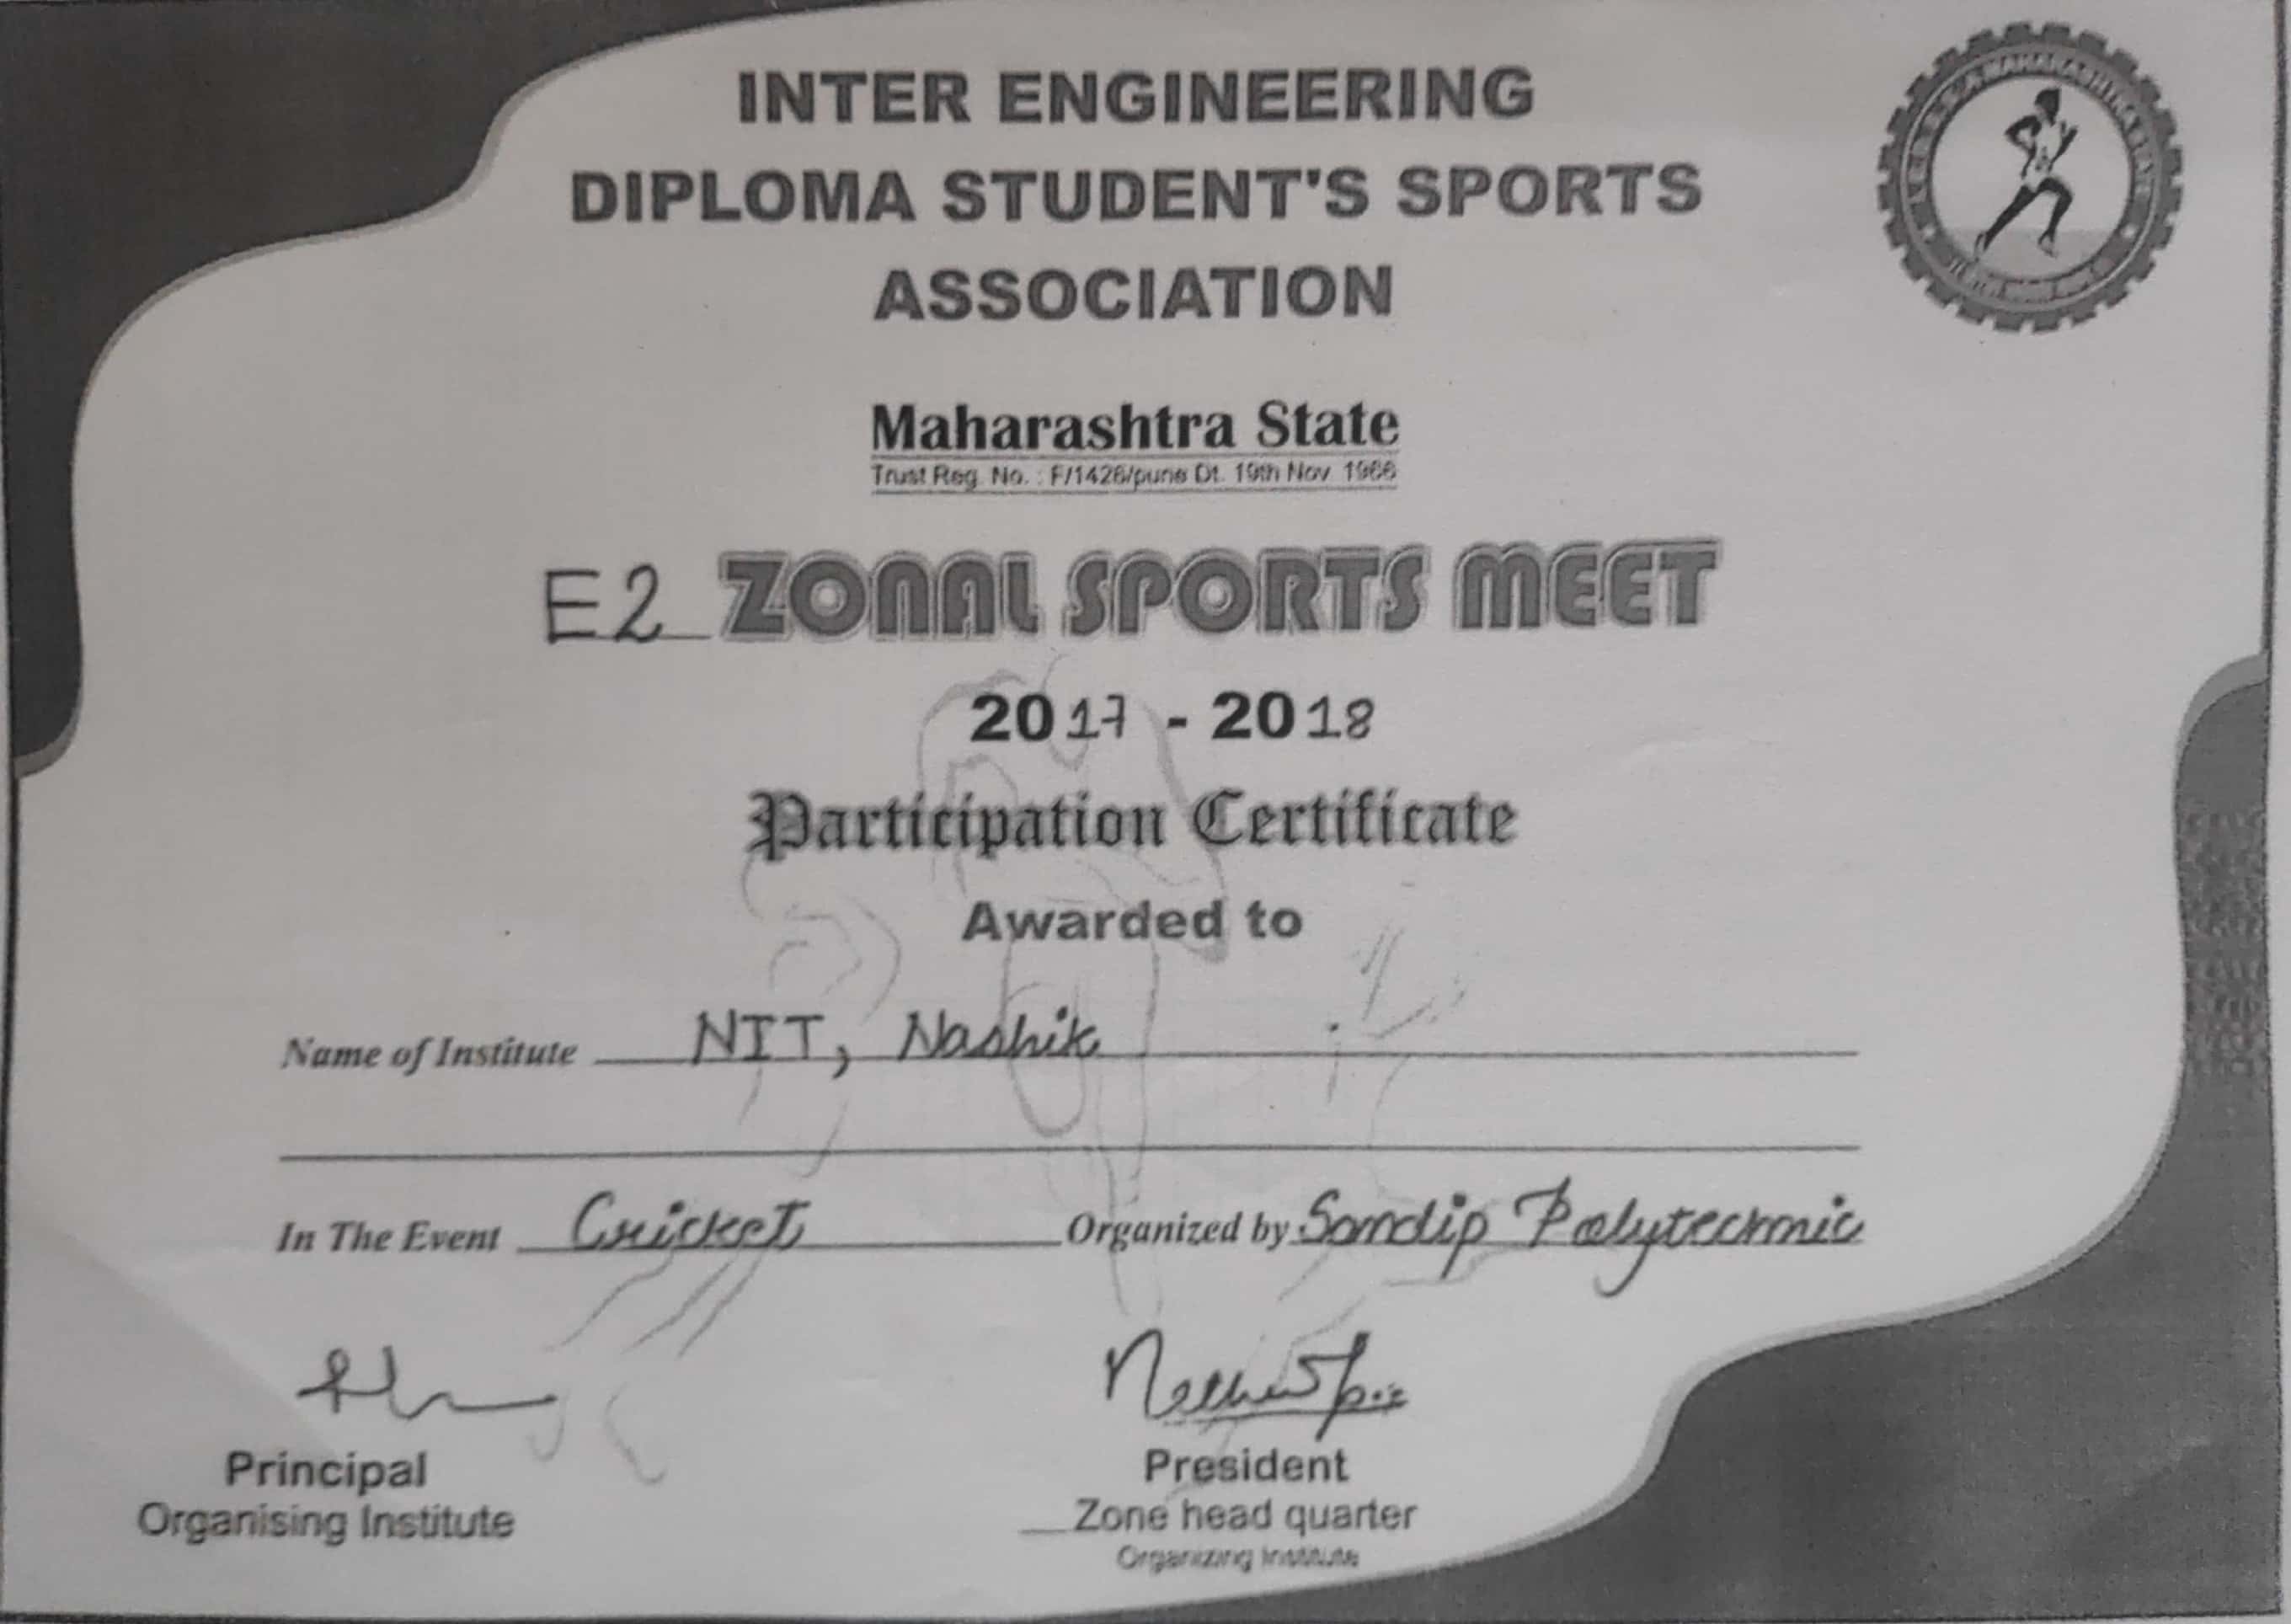 INTER ENGINEERING
DIPLOMA STUDENT'S SPORTS
ASSOCIATION
Maharashtra State
Trust Reg. No. : F/1426/pune Dt. 19th Nov 1966
E2 ZONAL SPORTS MEET
2017 - 2018
Participation Certificate
Awarded to
Name of Institute NIT, Nashik
In The Event Cricket Organized by Sandip Polytechnic
Principal
Organising Institute
President
Zone head quarter
Organizing Institute